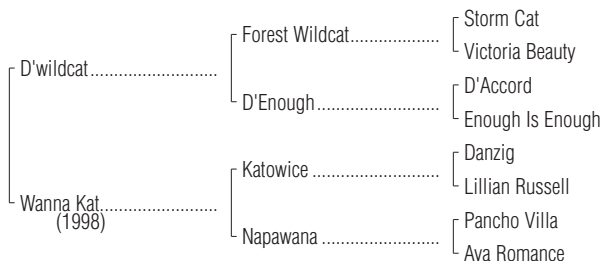 Storm Cat
Forest Wildcat....................
Victoria Beauty
D'wildcat............................
D'Accord
D'Enough...........................
Enough Is Enough
Danzig
Katowice ............................
Lillian Russell
Wanna Kat..........................
(1998)
Pancho Villa
Napawana ..........................
Ava Romance